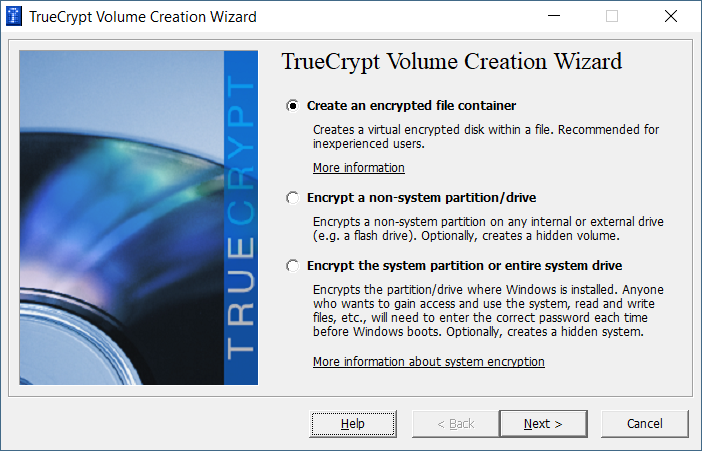 TrueCrypt Volume Creation Wizard
TRUECRYPT
TrueCrypt Volume Creation Wizard
Create an encrypted file container
Creates a virtual encrypted disk within a file. Recommended for
inexperienced users.
More information
Encrypt a non-system partition/drive
Encrypts a non-system partition on any internal or external drive
(e.g. a flash drive). Optionally, creates a hidden volume.
Encrypt the system partition or entire system drive
Encrypts the partition/drive where Windows is installed. Anyone
who wants to gain access and use the system, read and write
files, etc., will need to enter the correct password each time
before Windows boots. Optionally, creates a hidden system.
More information about system encryption
Help
< Back
Next >
Cancel